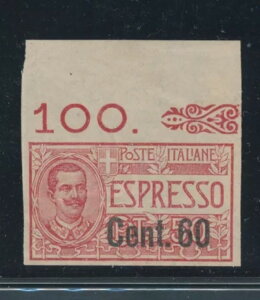 100.
POSTE ITALIANE
ESPRESSO
Cent. 60